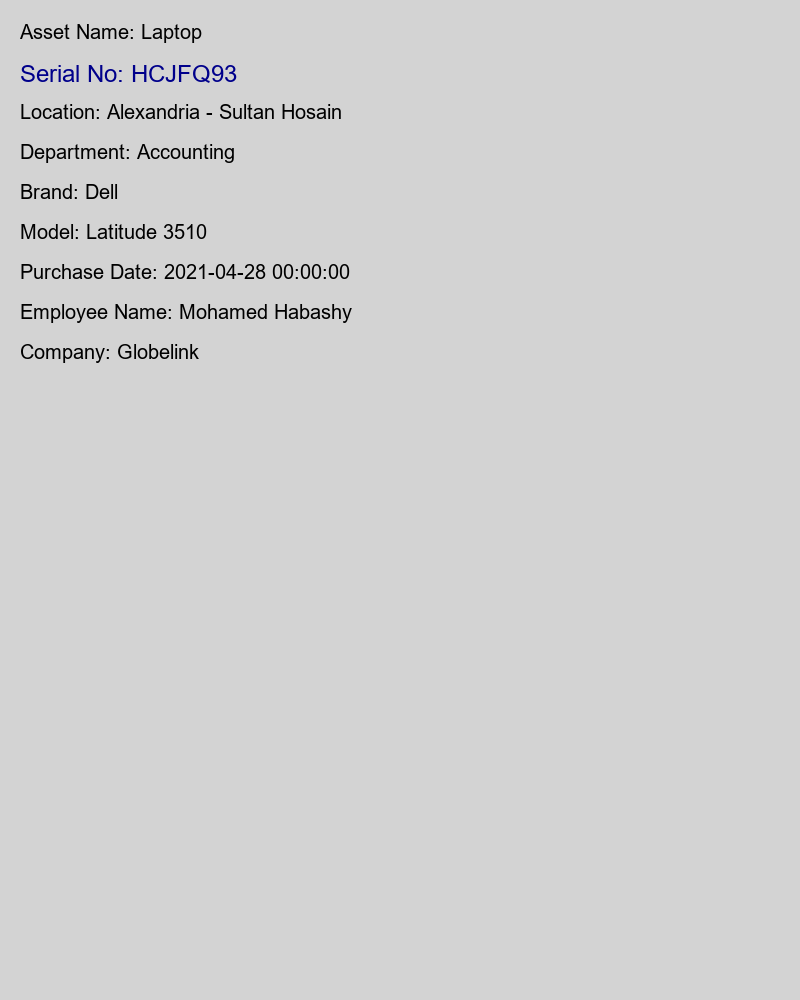 Asset Name: Laptop
Serial No: HCJFQ93
Location: Alexandria - Sultan Hosain
Department: Accounting
Brand: Dell
Model: Latitude 3510
Purchase Date: 2021-04-28 00:00:00
Employee Name: Mohamed Habashy
Company: Globelink